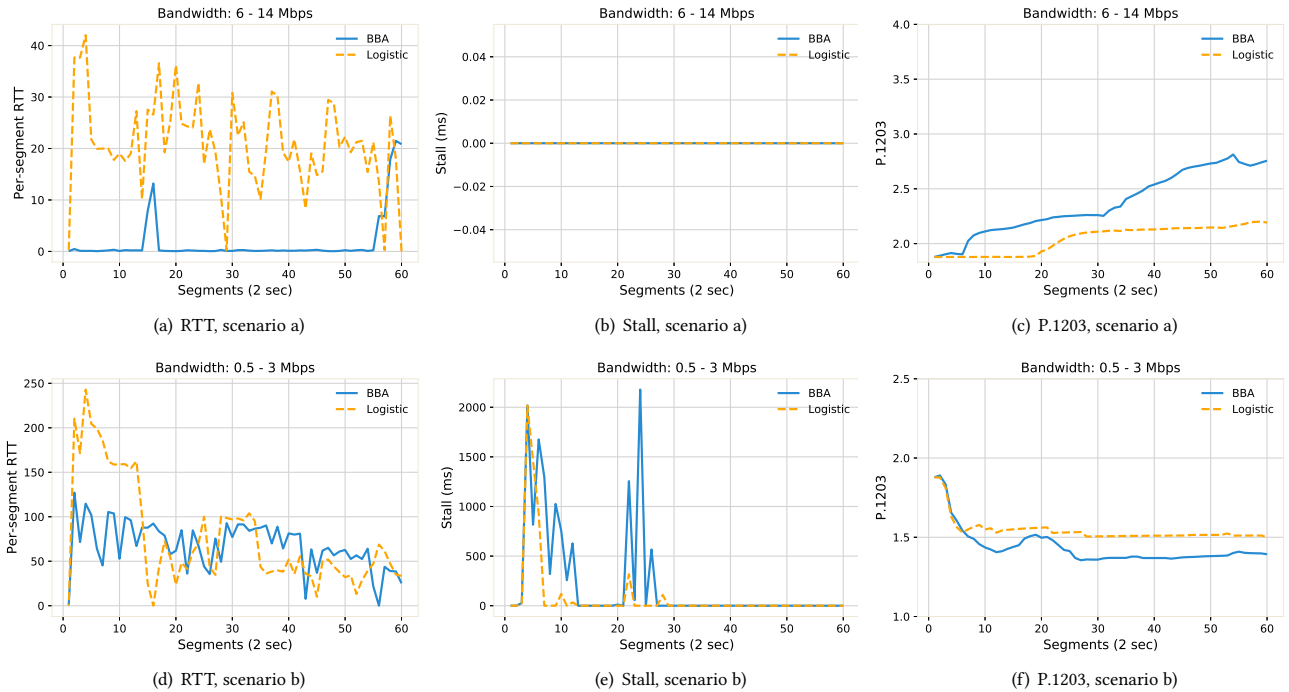 Bandwidth: 6 - 14 Mbps
Per-segment RTT
40
30
20
10
0
BBA
Logistic
0 10 20 30 40 50 60
Segments (2 sec)
(a) RTT, scenario a)
Bandwidth: 6 - 14 Mbps
Stall (ms)
0.04
0.02
0.00
−0.02
−0.04
BBA
Logistic
0 10 20 30 40 50 60
Segments (2 sec)
(b) Stall, scenario a)
Bandwidth: 6 - 14 Mbps
P.1203
4.0
3.5
3.0
2.5
2.0
BBA
Logistic
0 10 20 30 40 50 60
Segments (2 sec)
(c) P.1203, scenario a)
Bandwidth: 0.5 - 3 Mbps
Per-segment RTT
250
200
150
100
50
0
BBA
Logistic
0 10 20 30 40 50 60
Segments (2 sec)
(d) RTT, scenario b)
Bandwidth: 0.5 - 3 Mbps
Stall (ms)
2000
1500
1000
500
0
BBA
Logistic
0 10 20 30 40 50 60
Segments (2 sec)
(e) Stall, scenario b)
Bandwidth: 0.5 - 3 Mbps
P.1203
2.5
2.0
1.5
1.0
BBA
Logistic
0 10 20 30 40 50 60
Segments (2 sec)
(f) P.1203, scenario b)